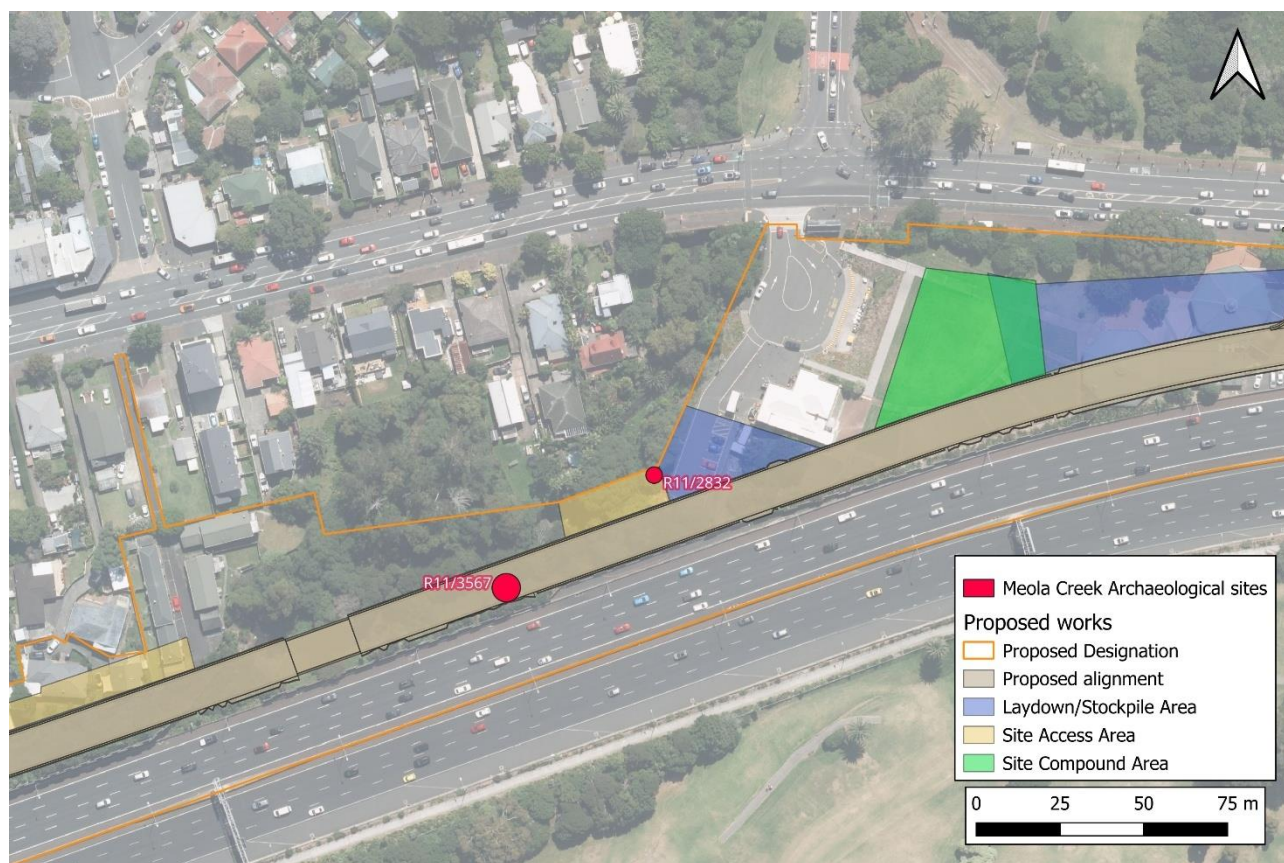 R11/2832
R11/3567
Meola Creek Archaeological sites
Proposed works
Proposed Designation
Proposed alignment
Laydown/Stockpile Area
Site Access Area
Site Compound Area
0 25 50 75 m